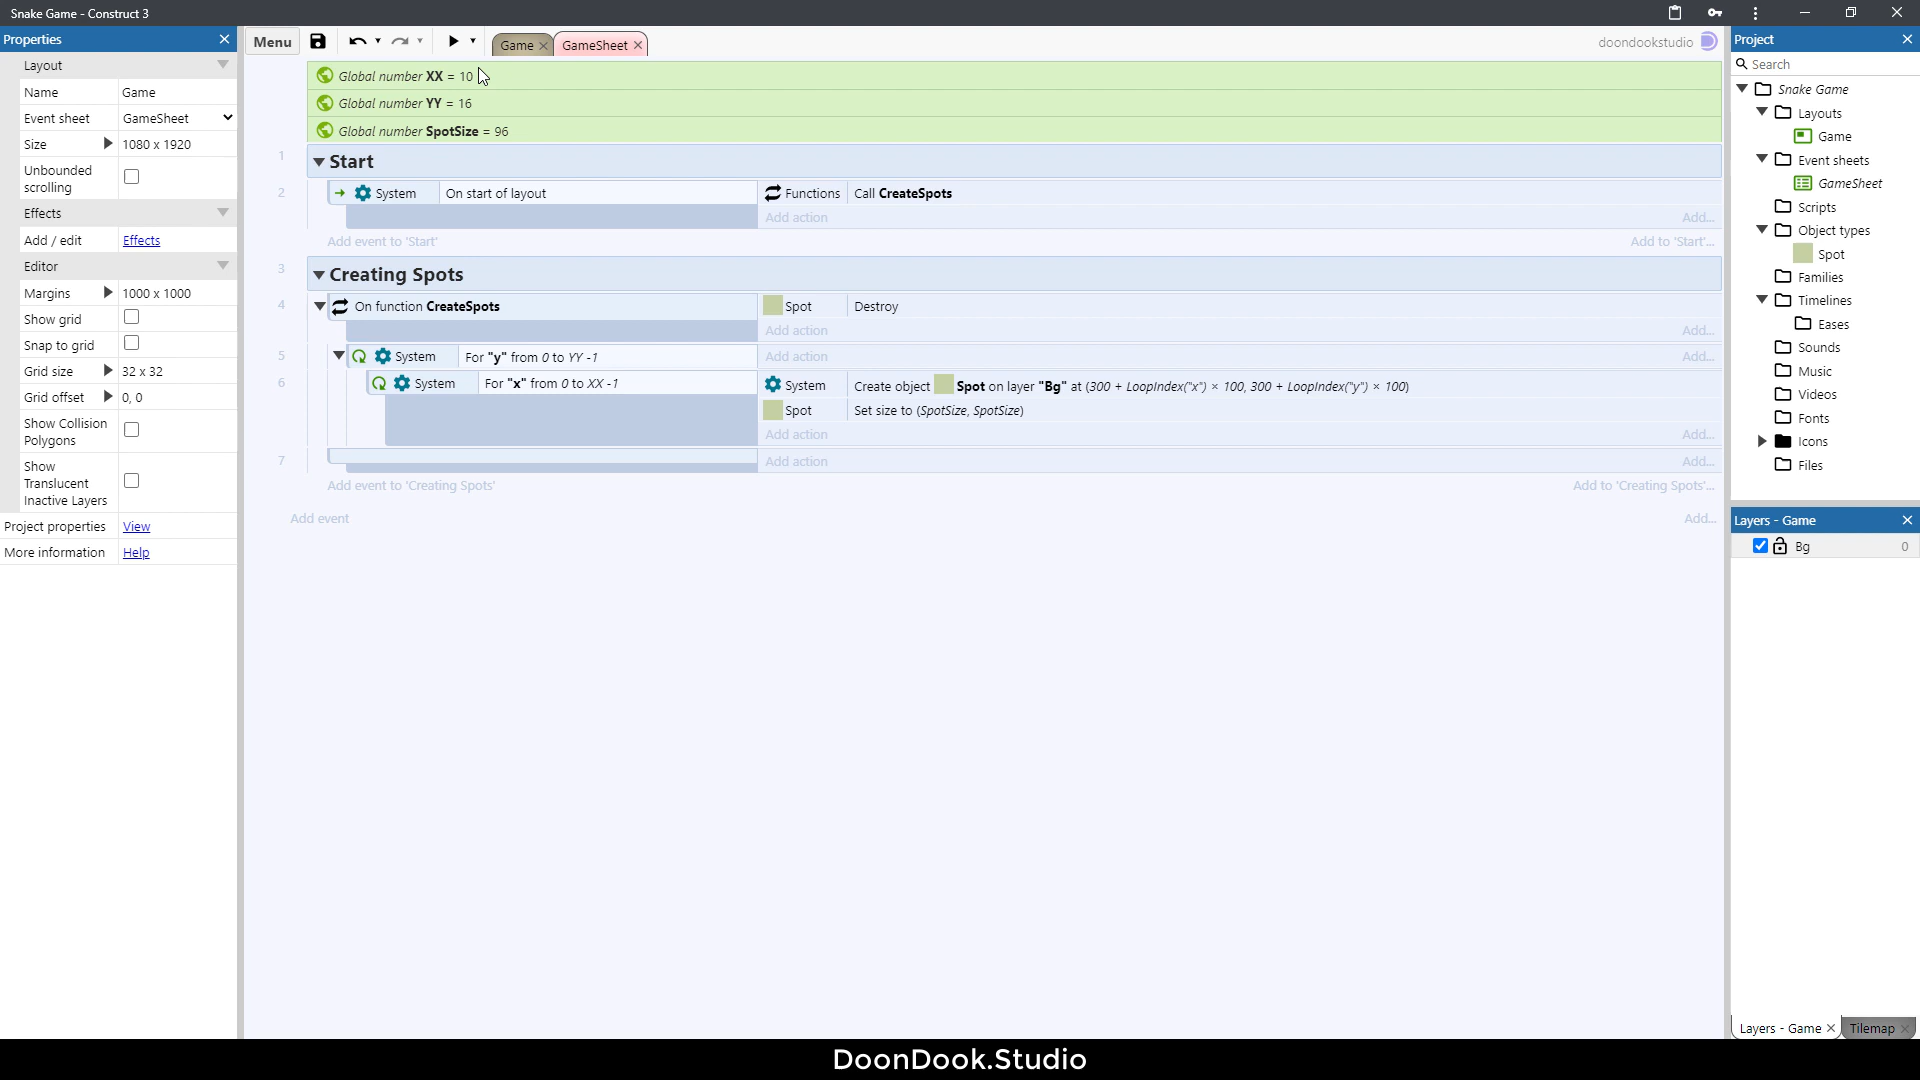 Snake Game - Construct 3
Properties
Layout
Name Game
Event sheet GameSheet
Size 1080 x 1920
Unbounded
scrolling
Effects
Add / edit Effects
Editor
Margins 1000 x 1000
Show grid
Snap to grid
Grid size 32 x 32
Grid offset 0, 0
Show Collision
Polygons
Show
Translucent
Inactive Layers
Project properties View
More information Help
Menu
Game
GameSheet
doondookstudio
Global number XX = 10
Global number YY = 16
Global number SpotSize = 96
1 Start
2 System On start of layout Functions Call CreateSpots
Add action Add...
Add event to 'Start' Add to 'Start'...
3 Creating Spots
4 On function CreateSpots Spot Destroy
Add action Add...
5 System For "y" from 0 to YY -1 Add action Add...
6 System For "x" from 0 to XX -1 System Create object Spot on layer "Bg" at (300 + LoopIndex("x") × 100, 300 + LoopIndex("y") × 100)
Spot Set size to (SpotSize, SpotSize)
Add action Add...
7 Add action Add...
Add event to 'Creating Spots' Add to 'Creating Spots'...
Add event Add...
Project
Search
Snake Game
Layouts
Game
Event sheets
GameSheet
Scripts
Object types
Spot
Families
Timelines
Eases
Sounds
Music
Videos
Fonts
Icons
Files
Layers - Game
Bg 0
Layers - Game
Tilemap
DoonDook.Studio